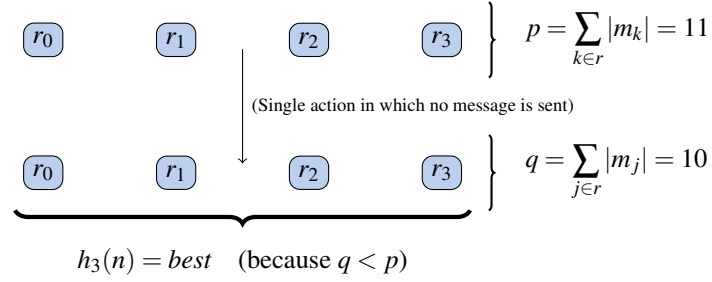 r₀ r₁ r₂ r₃ p = ∑_{k∈r} |m_k| = 11
(Single action in which no message is sent)
r₀ r₁ r₂ r₃ q = ∑_{j∈r} |m_j| = 10
h₃(n) = best (because q < p)